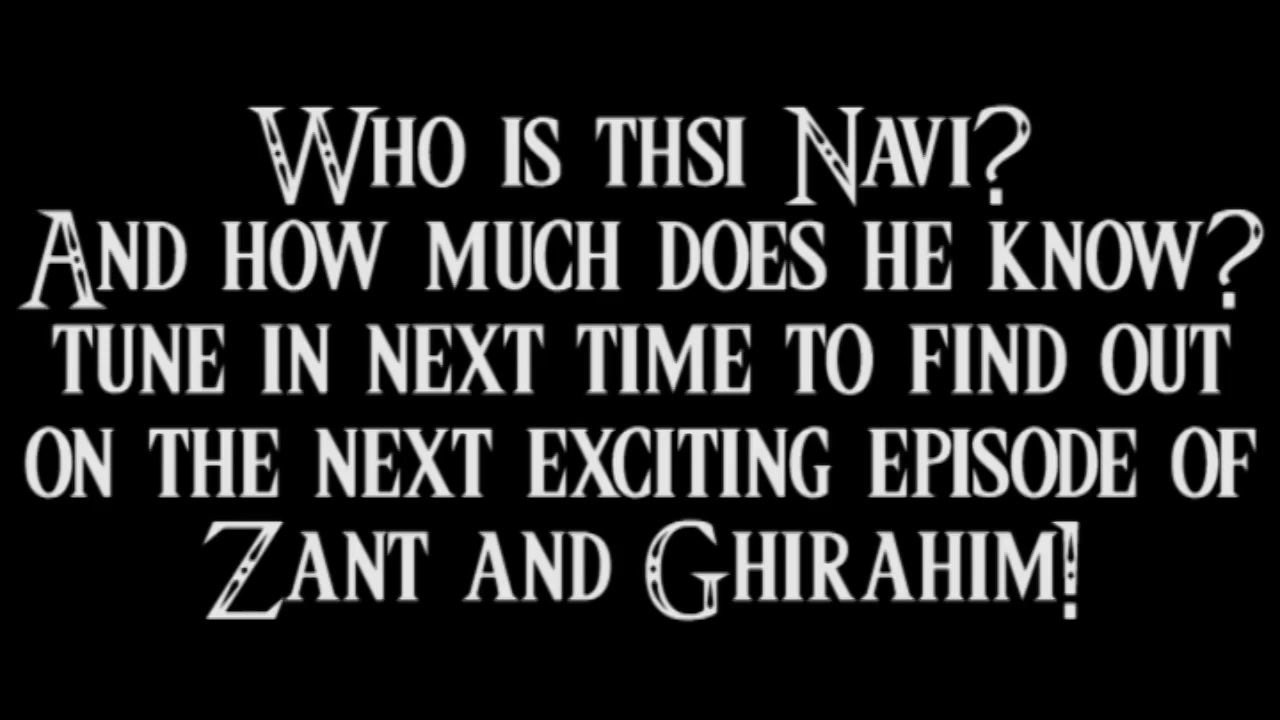 Who is thsi Navi?
And how much does he know?
tune in next time to find out
on the next exciting episode of
Zant and Ghirahim!